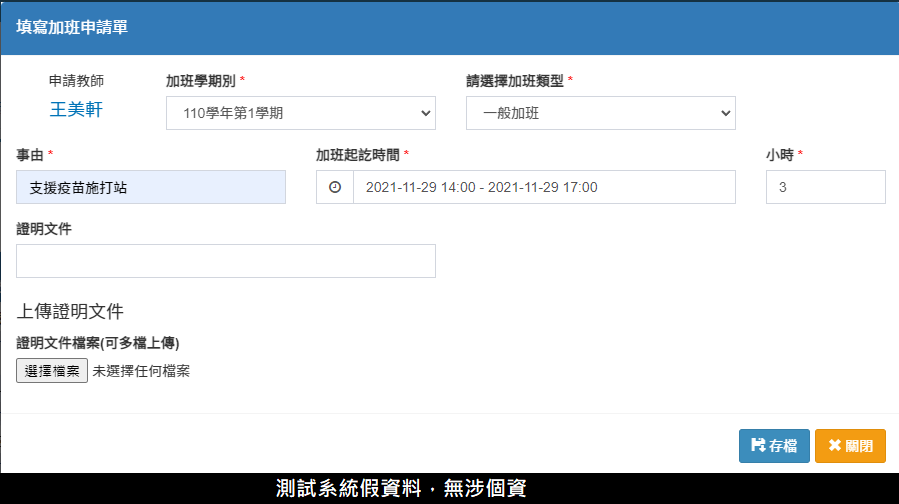 填寫加班申請單
申請教師
王美軒
加班學期別 *
110學年第1學期
請選擇加班類型 *
一般加班
事由 *
支援疫苗施打站
加班起訖時間 *
2021-11-29 14:00 - 2021-11-29 17:00
小時 *
3
證明文件
上傳證明文件
證明文件檔案(可多檔上傳)
選擇檔案 未選擇任何檔案
存檔
關閉
測試系統假資料，無涉個資